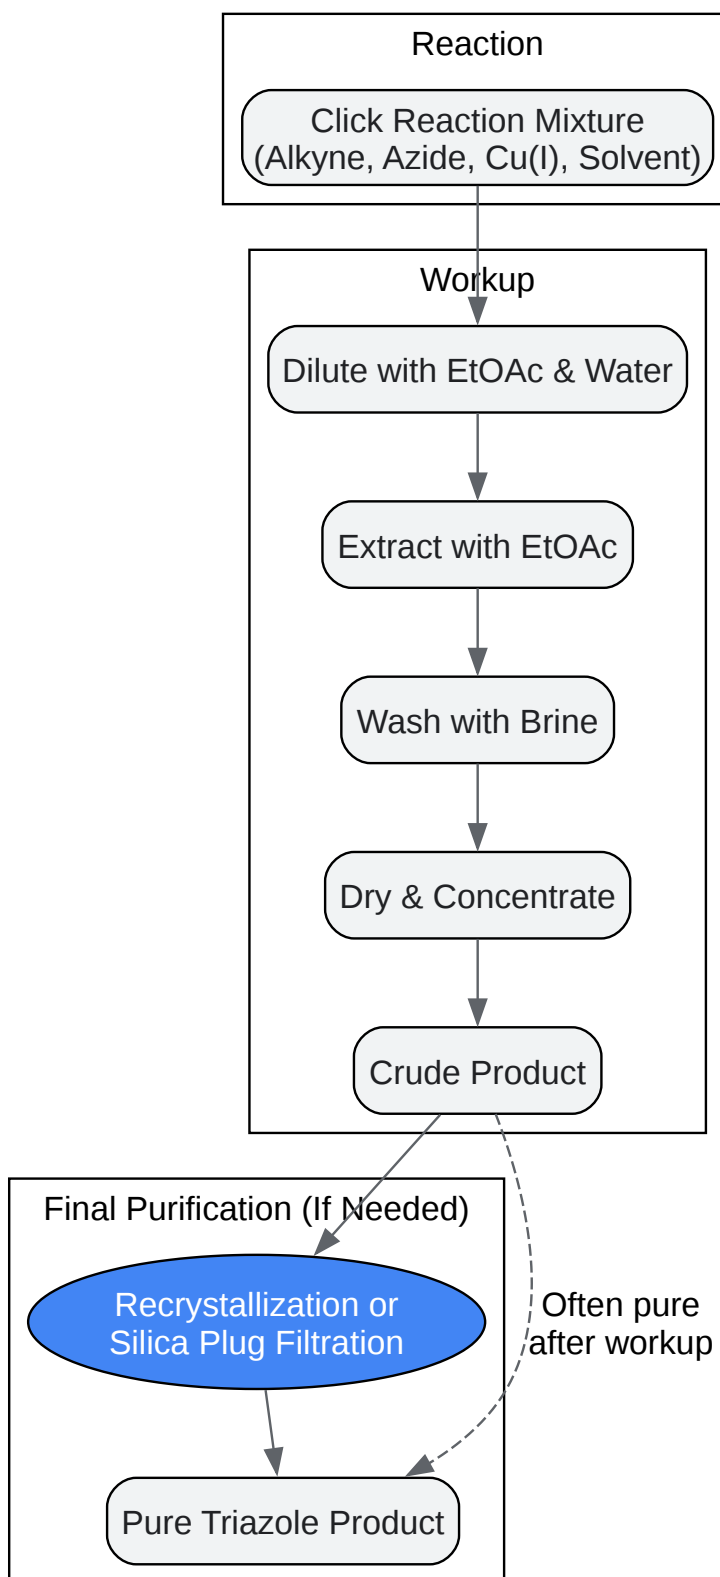 Reaction
Click Reaction Mixture
(Alkyne, Azide, Cu(I), Solvent)
Workup
Dilute with EtOAc & Water
Extract with EtOAc
Wash with Brine
Dry & Concentrate
Crude Product
Final Purification (If Needed)
Recrystallization or
Silica Plug Filtration
Often pure
after workup
Pure Triazole Product